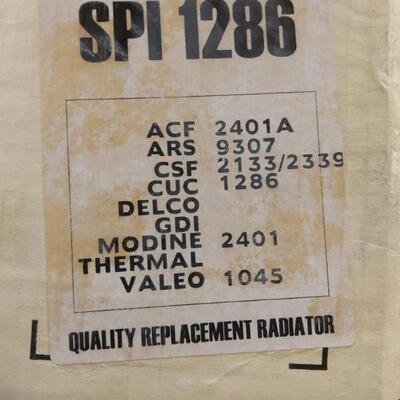 SPI 1286
ACF 2401A
ARS 9307
CSF 2133/2339
CUC 1286
DELCO
GDI
MODINE 2401
THERMAL
VALEO 1045
QUALITY REPLACEMENT RADIATOR